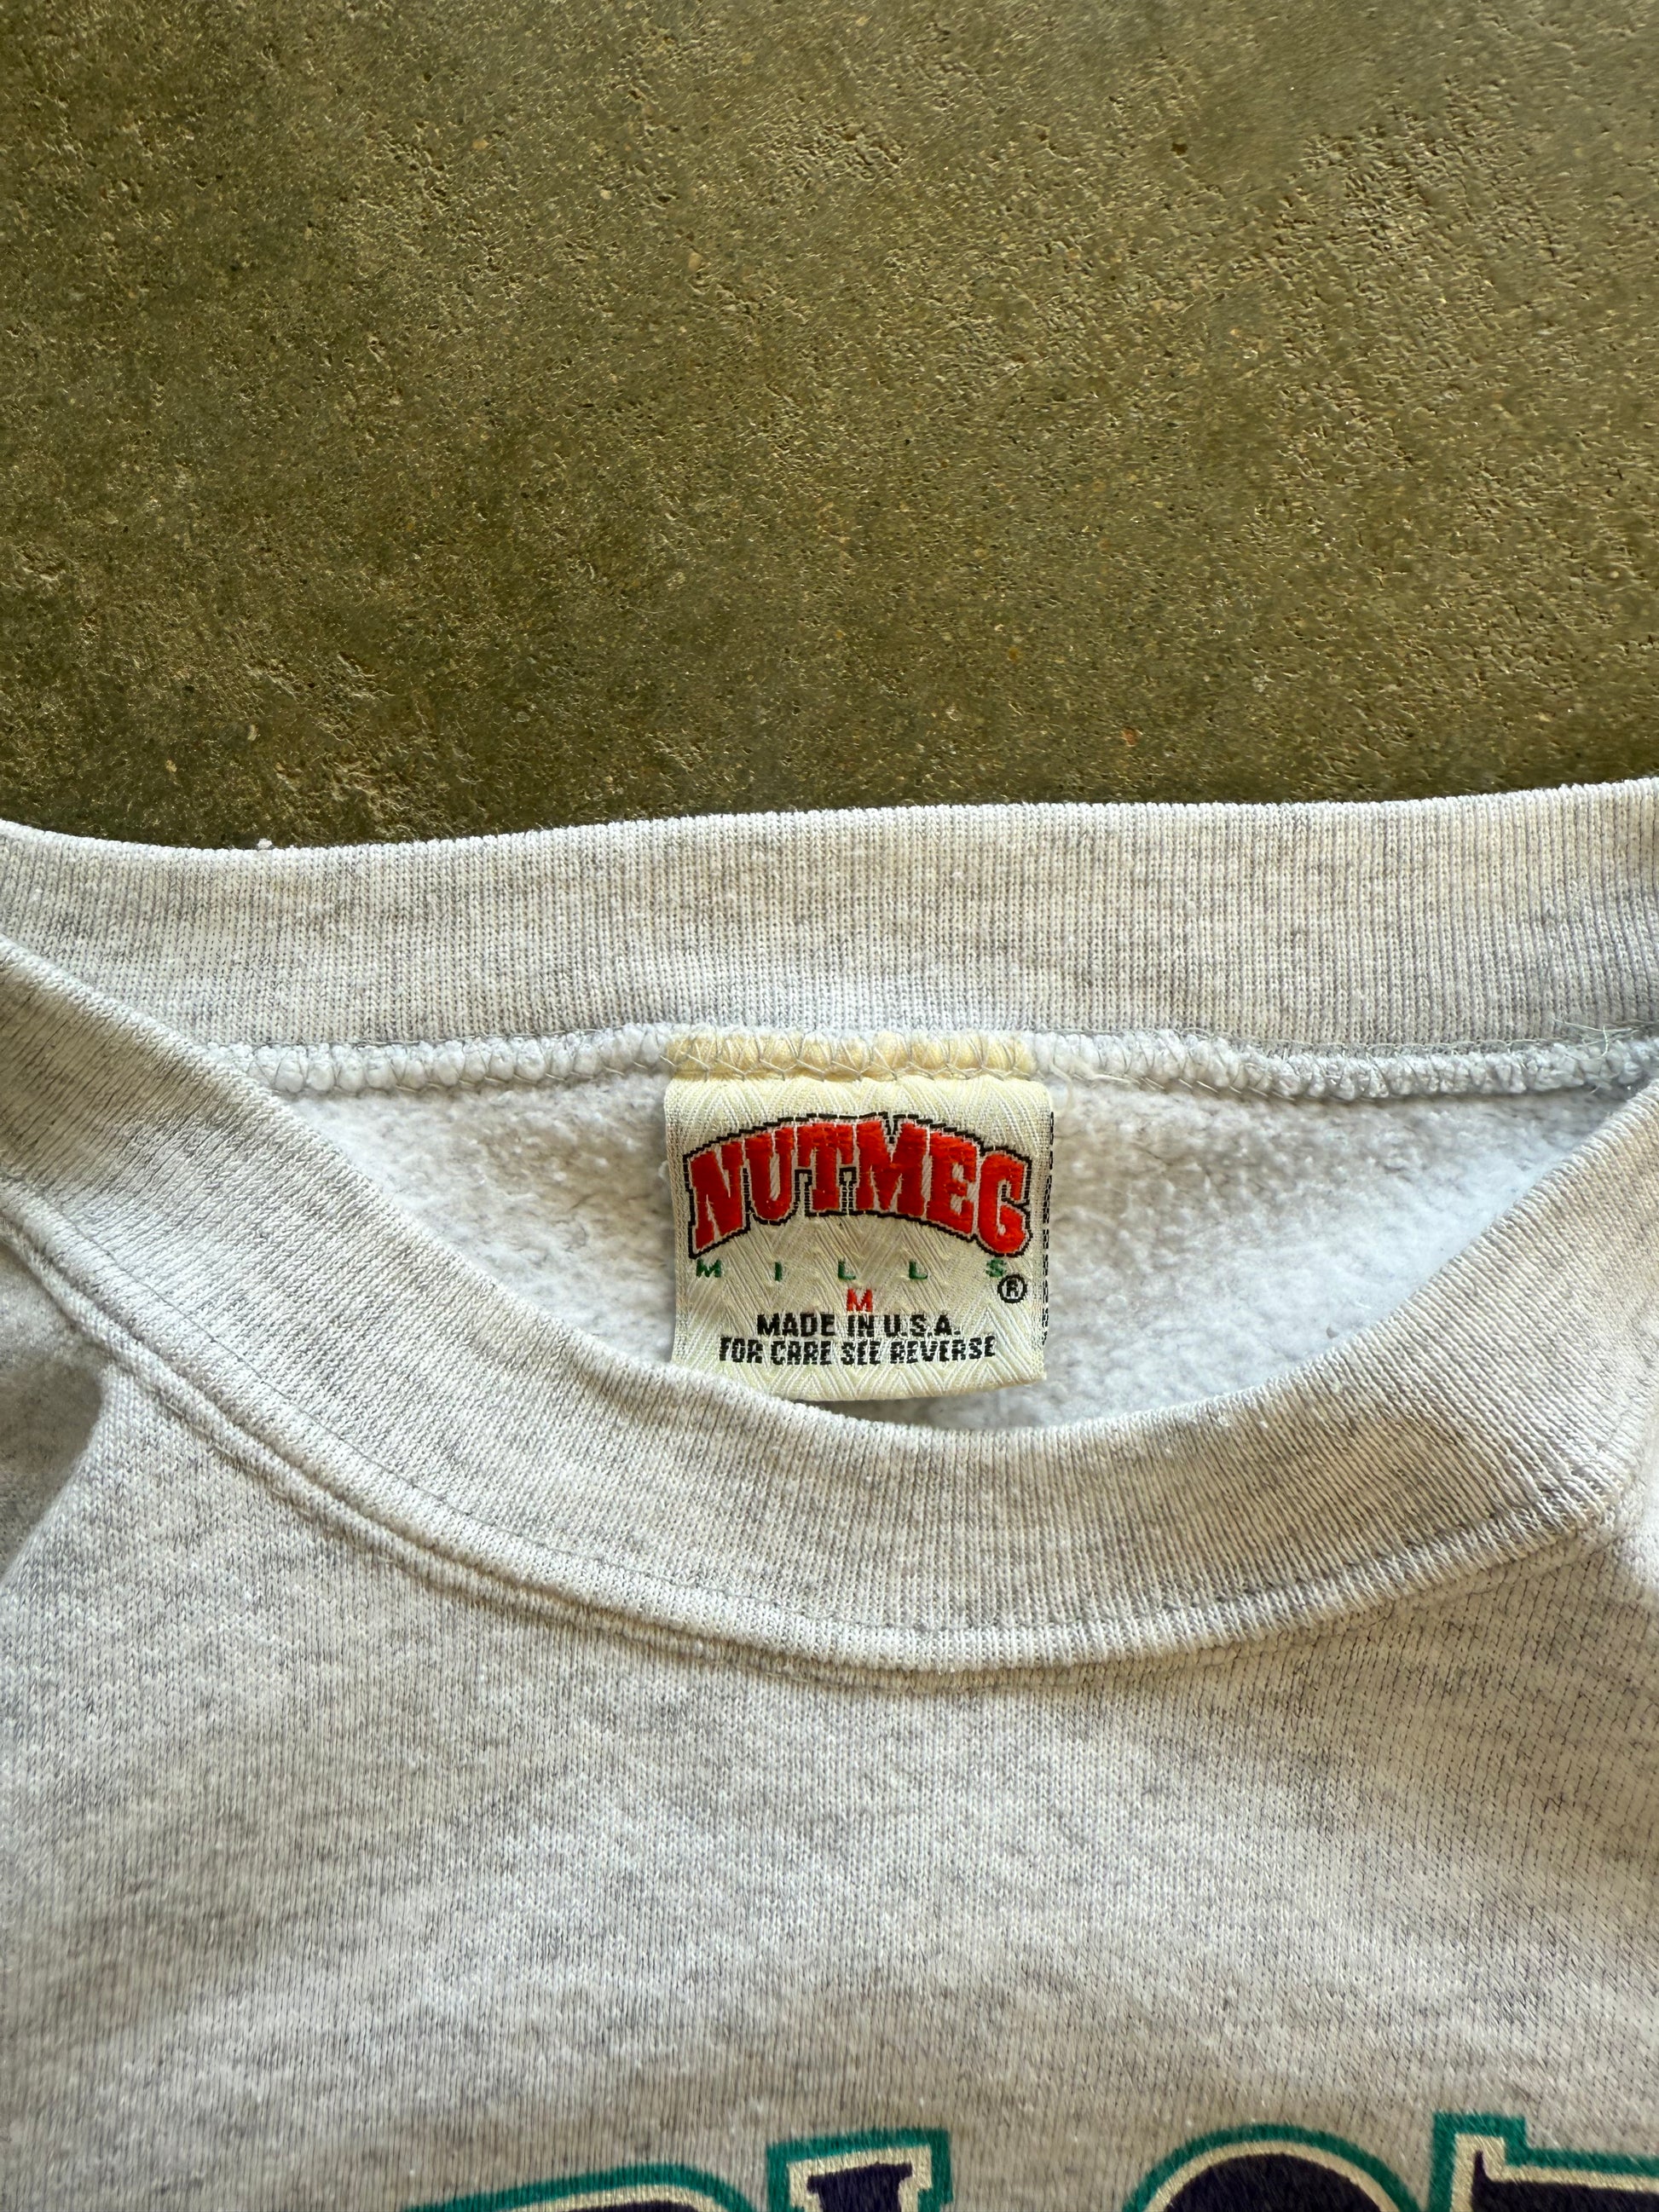 NUTMEG
MILLS
®
M
MADE IN U.S.A.
FOR CARE SEE REVERSE